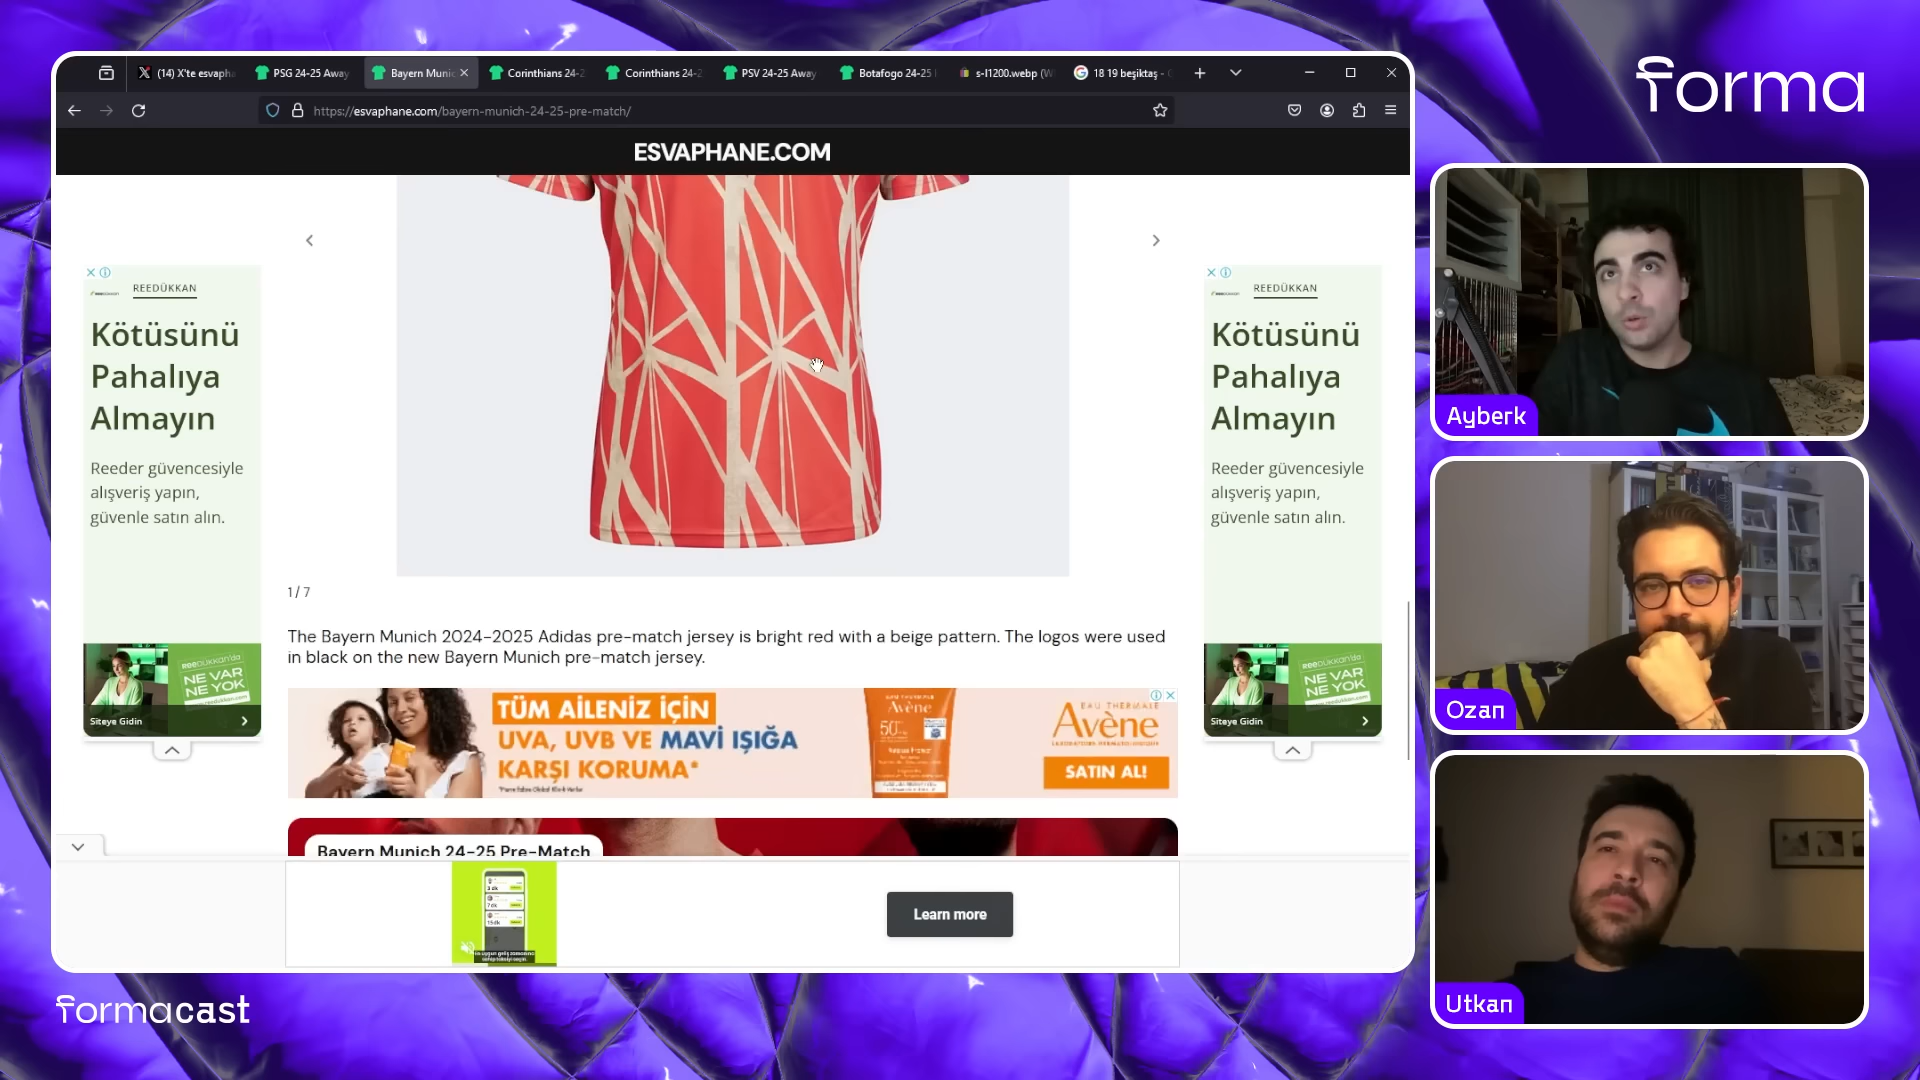 (14) X'te esvapha
PSG 24-25 Away
Bayern Munic
Corinthians 24-2
Corinthians 24-2
PSV 24-25 Away
Botafogo 24-25
s-l1200.webp (W
18 19 beşiktaş -
https://esvaphane.com/bayern-munich-24-25-pre-match/
ESVAPHANE.COM
forma
REEDÜKKAN
Kötüsünü
Pahalıya
Almayın
Reeder güvencesiyle
alışveriş yapın,
güvenle satın alın.
REEDÜKKAN'da
NE VAR
NE YOK
Siteye Gidin
REEDÜKKAN
Kötüsünü
Pahalıya
Almayın
Reeder güvencesiyle
alışveriş yapın,
güvenle satın alın.
REEDÜKKAN'da
NE VAR
NE YOK
Siteye Gidin
1 / 7
The Bayern Munich 2024-2025 Adidas pre-match jersey is bright red with a beige pattern. The logos were used
in black on the new Bayern Munich pre-match jersey.
TÜM AİLENİZ İÇİN
UVA, UVB VE MAVİ IŞIĞA
KARŞI KORUMA*
Avène
50+
EAU THERMALE
Avène
SATIN AL!
Bayern Munich 24-25 Pre-Match
Learn more
Ayberk
Ozan
Utkan
formacast